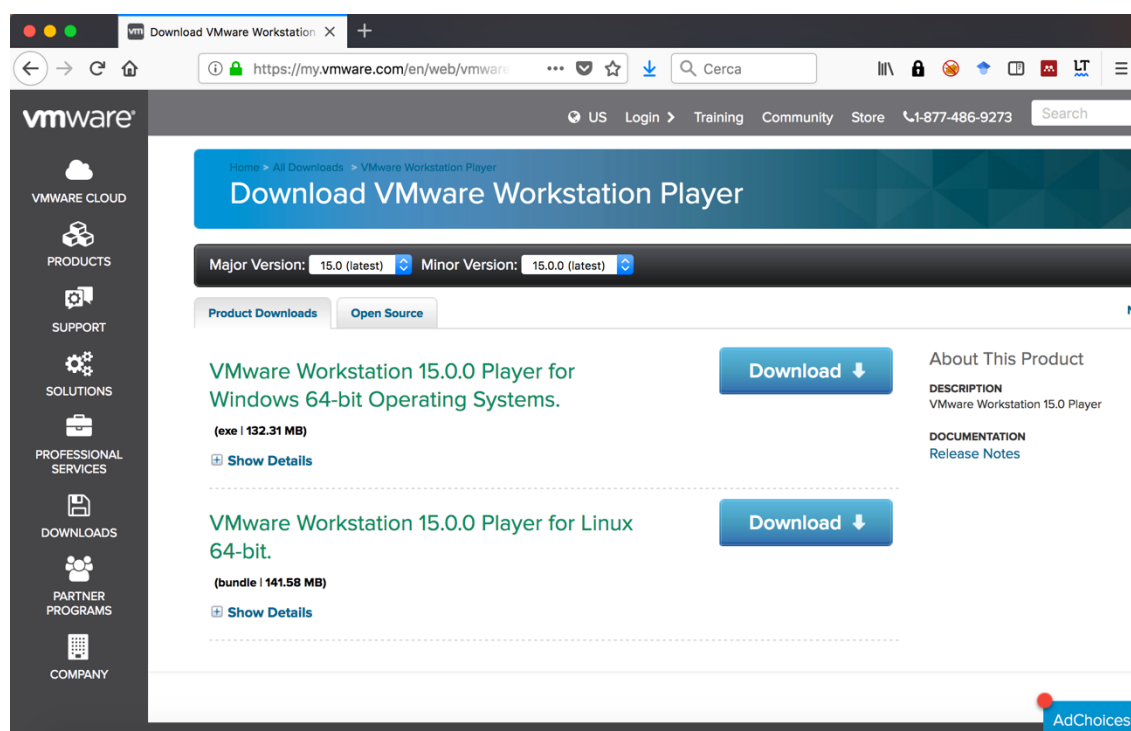 Download VMware Workstation
https://my.vmware.com/en/web/vmware
Cerca
vmware
US Login Training Community Store 1-877-486-9273 Search
VMWARE CLOUD
PRODUCTS
SUPPORT
SOLUTIONS
PROFESSIONAL
SERVICES
DOWNLOADS
PARTNER
PROGRAMS
COMPANY
Home > All Downloads > VMware Workstation Player
Download VMware Workstation Player
Major Version: 15.0 (latest) Minor Version: 15.0.0 (latest)
Product Downloads Open Source
VMware Workstation 15.0.0 Player for
Windows 64-bit Operating Systems.
(exe | 132.31 MB)
Show Details
Download
VMware Workstation 15.0.0 Player for Linux
64-bit.
(bundle | 141.58 MB)
Show Details
Download
About This Product
DESCRIPTION
VMware Workstation 15.0 Player
DOCUMENTATION
Release Notes
AdChoices